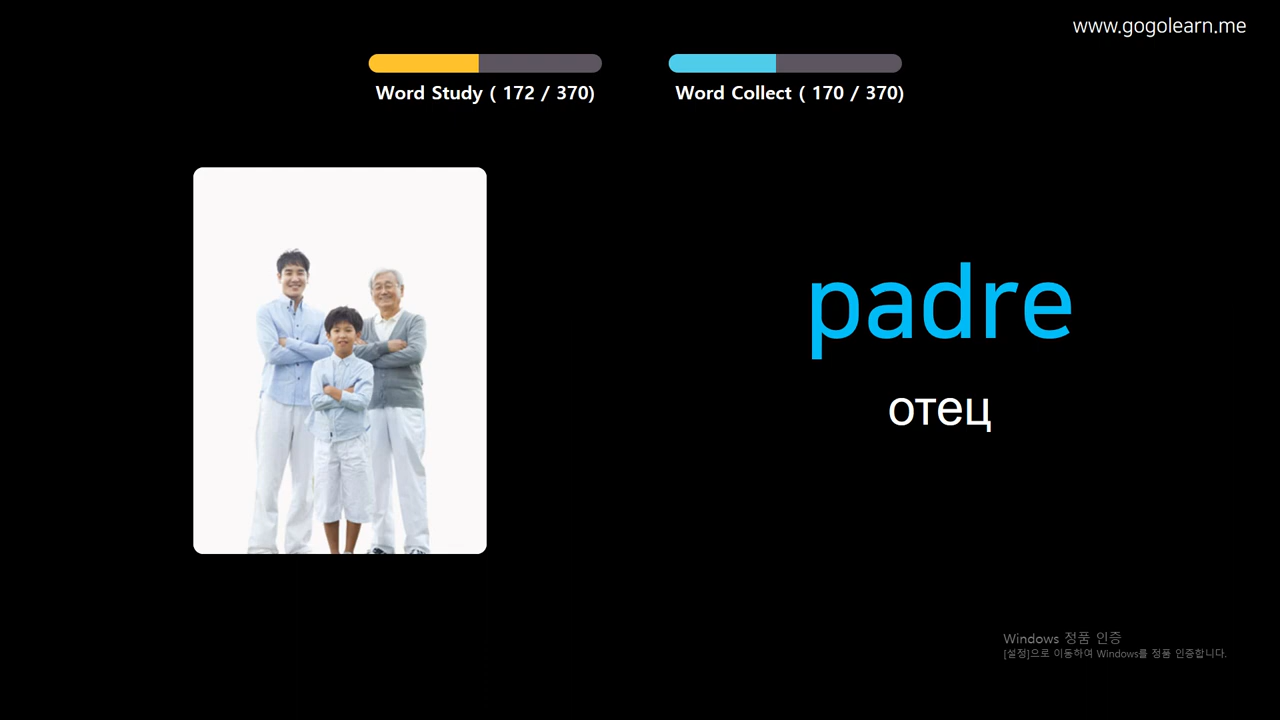 www.gogolearn.me
Word Study ( 172 / 370)
Word Collect ( 170 / 370)
padre
отец
Windows 정품 인증
[설정]으로 이동하여 Windows를 정품 인증합니다.